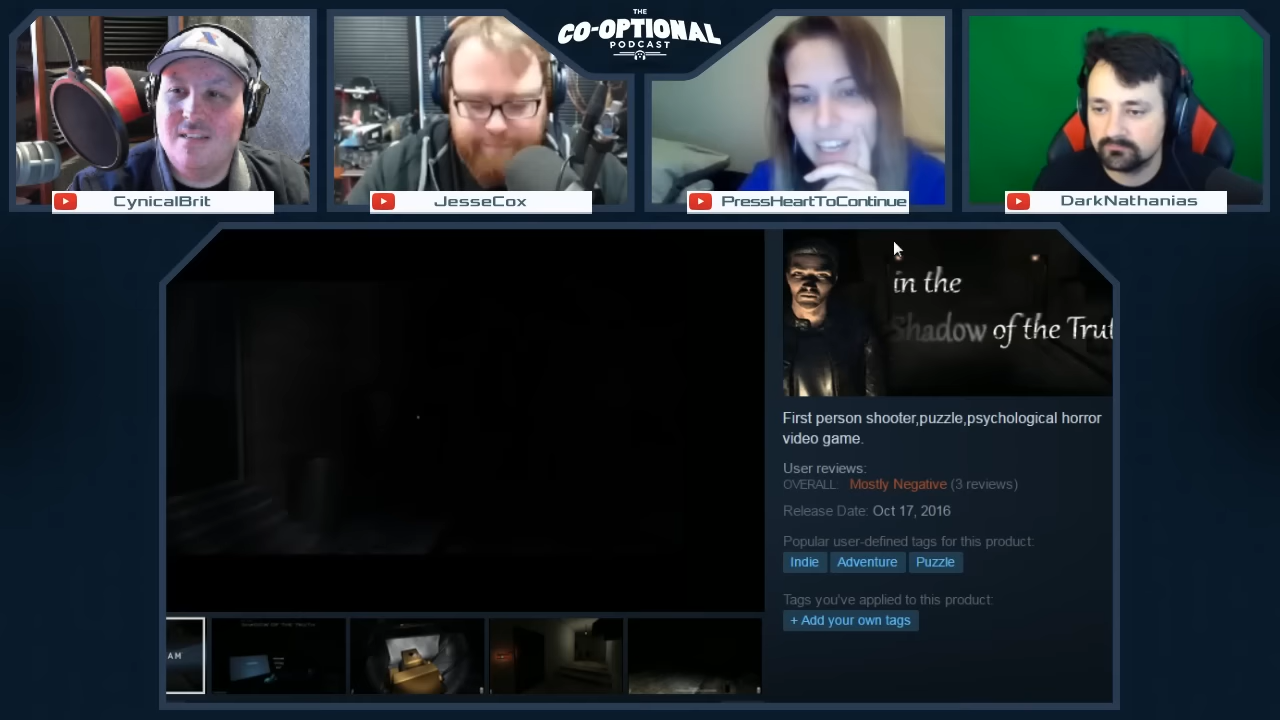 THE
CO-OPTIONAL
PODCAST
CynicalBrit
JesseCox
PressHeartToContinue
DarkNathanias
in the
Shadow of the Trut
First person shooter,puzzle,psychological horror
video game.
User reviews:
OVERALL: Mostly Negative (3 reviews)
Release Date: Oct 17, 2016
Popular user-defined tags for this product:
Indie Adventure Puzzle
Tags you've applied to this product:
+ Add your own tags
AM